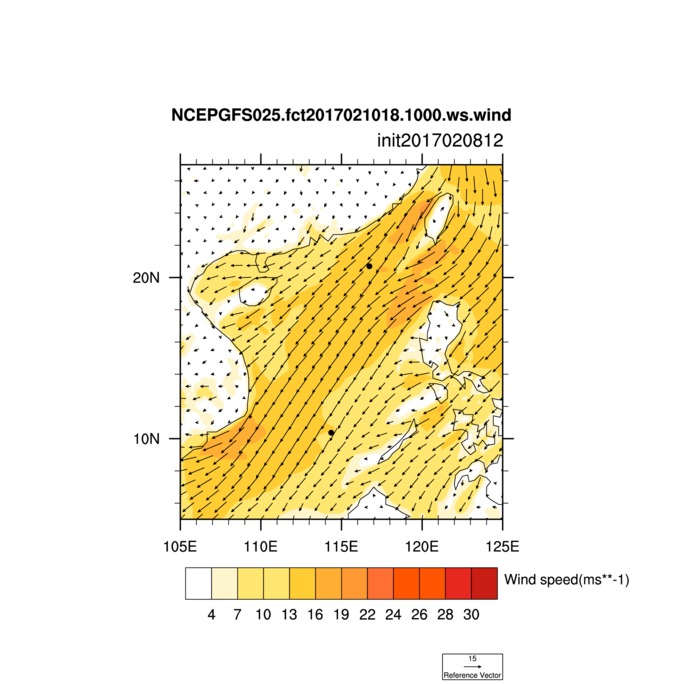 NCEPGFS025.fct2017021018.1000.ws.wind
init2017020812
20N
10N
105E 110E 115E 120E 125E
Wind speed(ms**-1)
4 7 10 13 16 19 22 24 26 28 30
15
Reference Vector